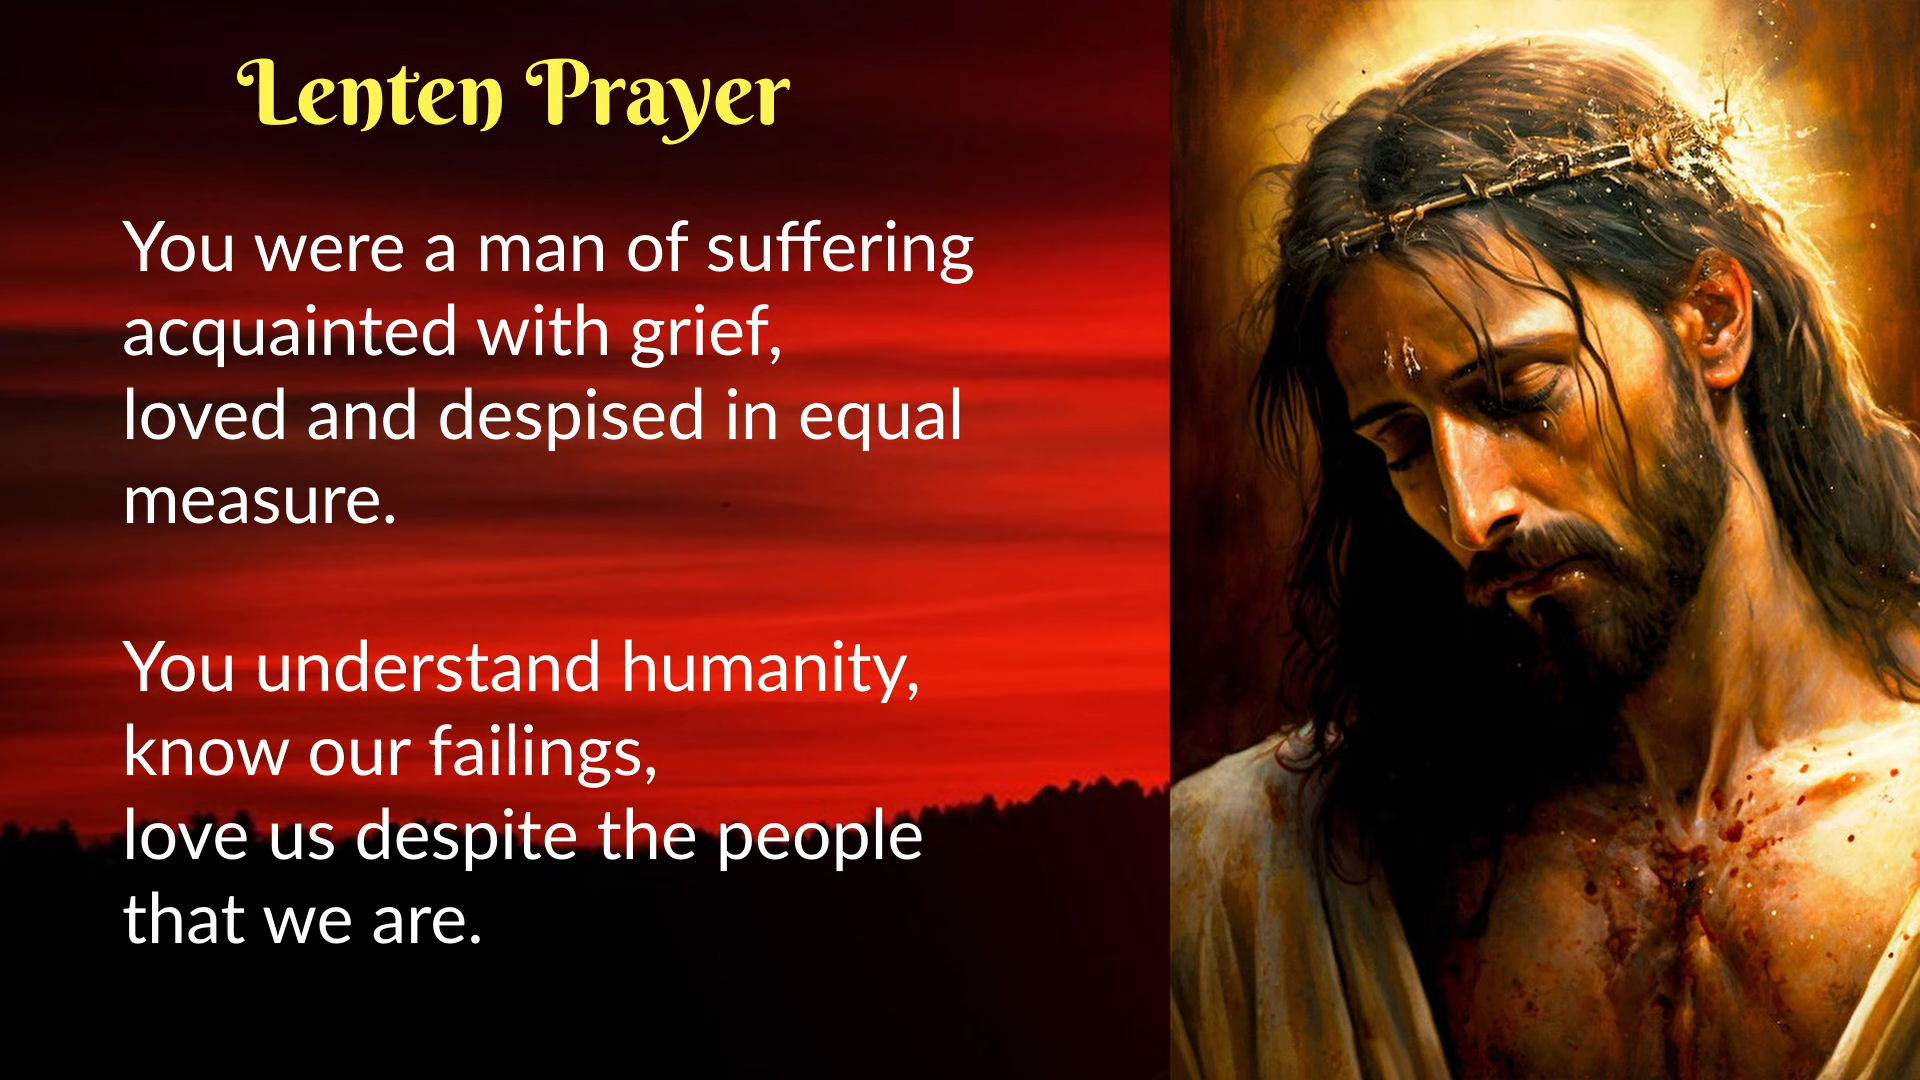 Lenten Prayer
You were a man of suffering
acquainted with grief,
loved and despised in equal
measure.
You understand humanity,
know our failings,
love us despite the people
that we are.